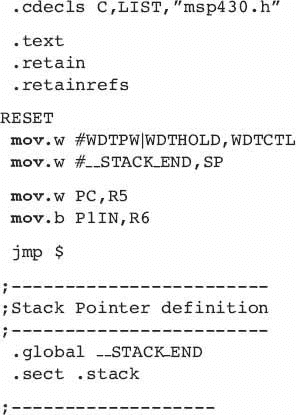 .cdecls C,LIST,”msp430.h”
.text
.retain
.retainrefs
RESET
mov.w #WDTPW|WDTHOLD,WDTCTL
mov.w #__STACK_END,SP
mov.w PC,R5
mov.b P1IN,R6
jmp $
;------------------------
;Stack Pointer definition
;------------------------
.global __STACK_END
.sect .stack
;-------------------